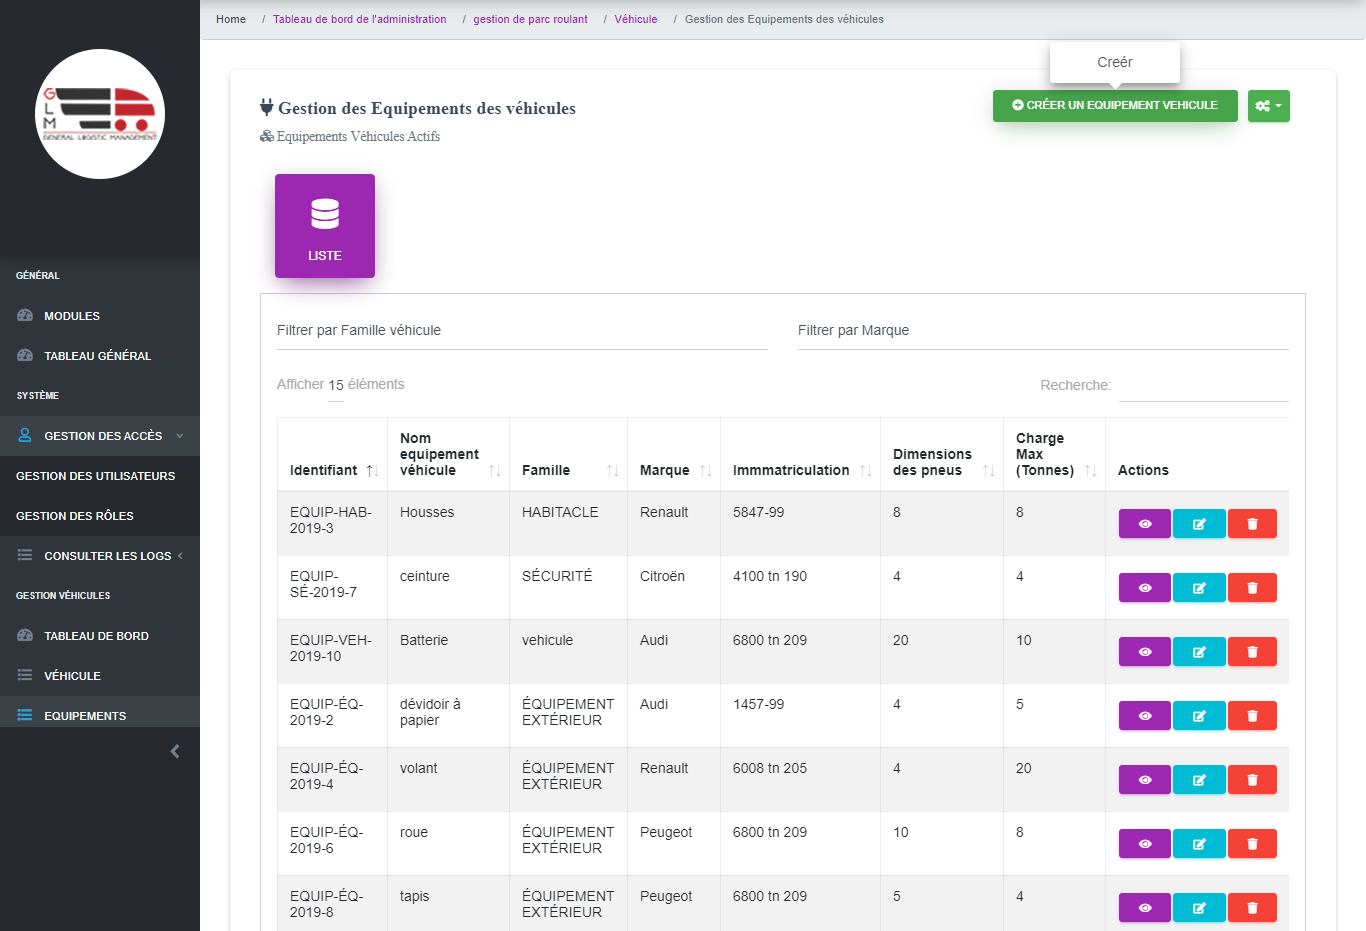 Home / Tableau de bord de l'administration / gestion de parc roulant / Véhicule / Gestion des Equipements des véhicules
G
L
M
GENERAL LOGISTIC MANAGEMENT
GÉNÉRAL
MODULES
TABLEAU GÉNÉRAL
SYSTÈME
GESTION DES ACCÈS
GESTION DES UTILISATEURS
GESTION DES RÔLES
CONSULTER LES LOGS
GESTION VÉHICULES
TABLEAU DE BORD
VÉHICULE
EQUIPEMENTS
Creér
Gestion des Equipements des véhicules
CRÉER UN EQUIPEMENT VEHICULE
Equipements Véhicules Actifs
LISTE
Filtrer par Famille véhicule Filtrer par Marque
Afficher 15 éléments Recherche:
Identifiant Nom equipement véhicule Famille Marque Immmatriculation Dimensions des pneus Charge Max (Tonnes) Actions
EQUIP-HAB-2019-3 Housses HABITACLE Renault 5847-99 8 8
EQUIP-SÉ-2019-7 ceinture SÉCURITÉ Citroën 4100 tn 190 4 4
EQUIP-VEH-2019-10 Batterie vehicule Audi 6800 tn 209 20 10
EQUIP-ÉQ-2019-2 dévidoir à papier ÉQUIPEMENT EXTÉRIEUR Audi 1457-99 4 5
EQUIP-ÉQ-2019-4 volant ÉQUIPEMENT EXTÉRIEUR Renault 6008 tn 205 4 20
EQUIP-ÉQ-2019-6 roue ÉQUIPEMENT EXTÉRIEUR Peugeot 6800 tn 209 10 8
EQUIP-ÉQ-2019-8 tapis ÉQUIPEMENT EXTÉRIEUR Peugeot 6800 tn 209 5 4